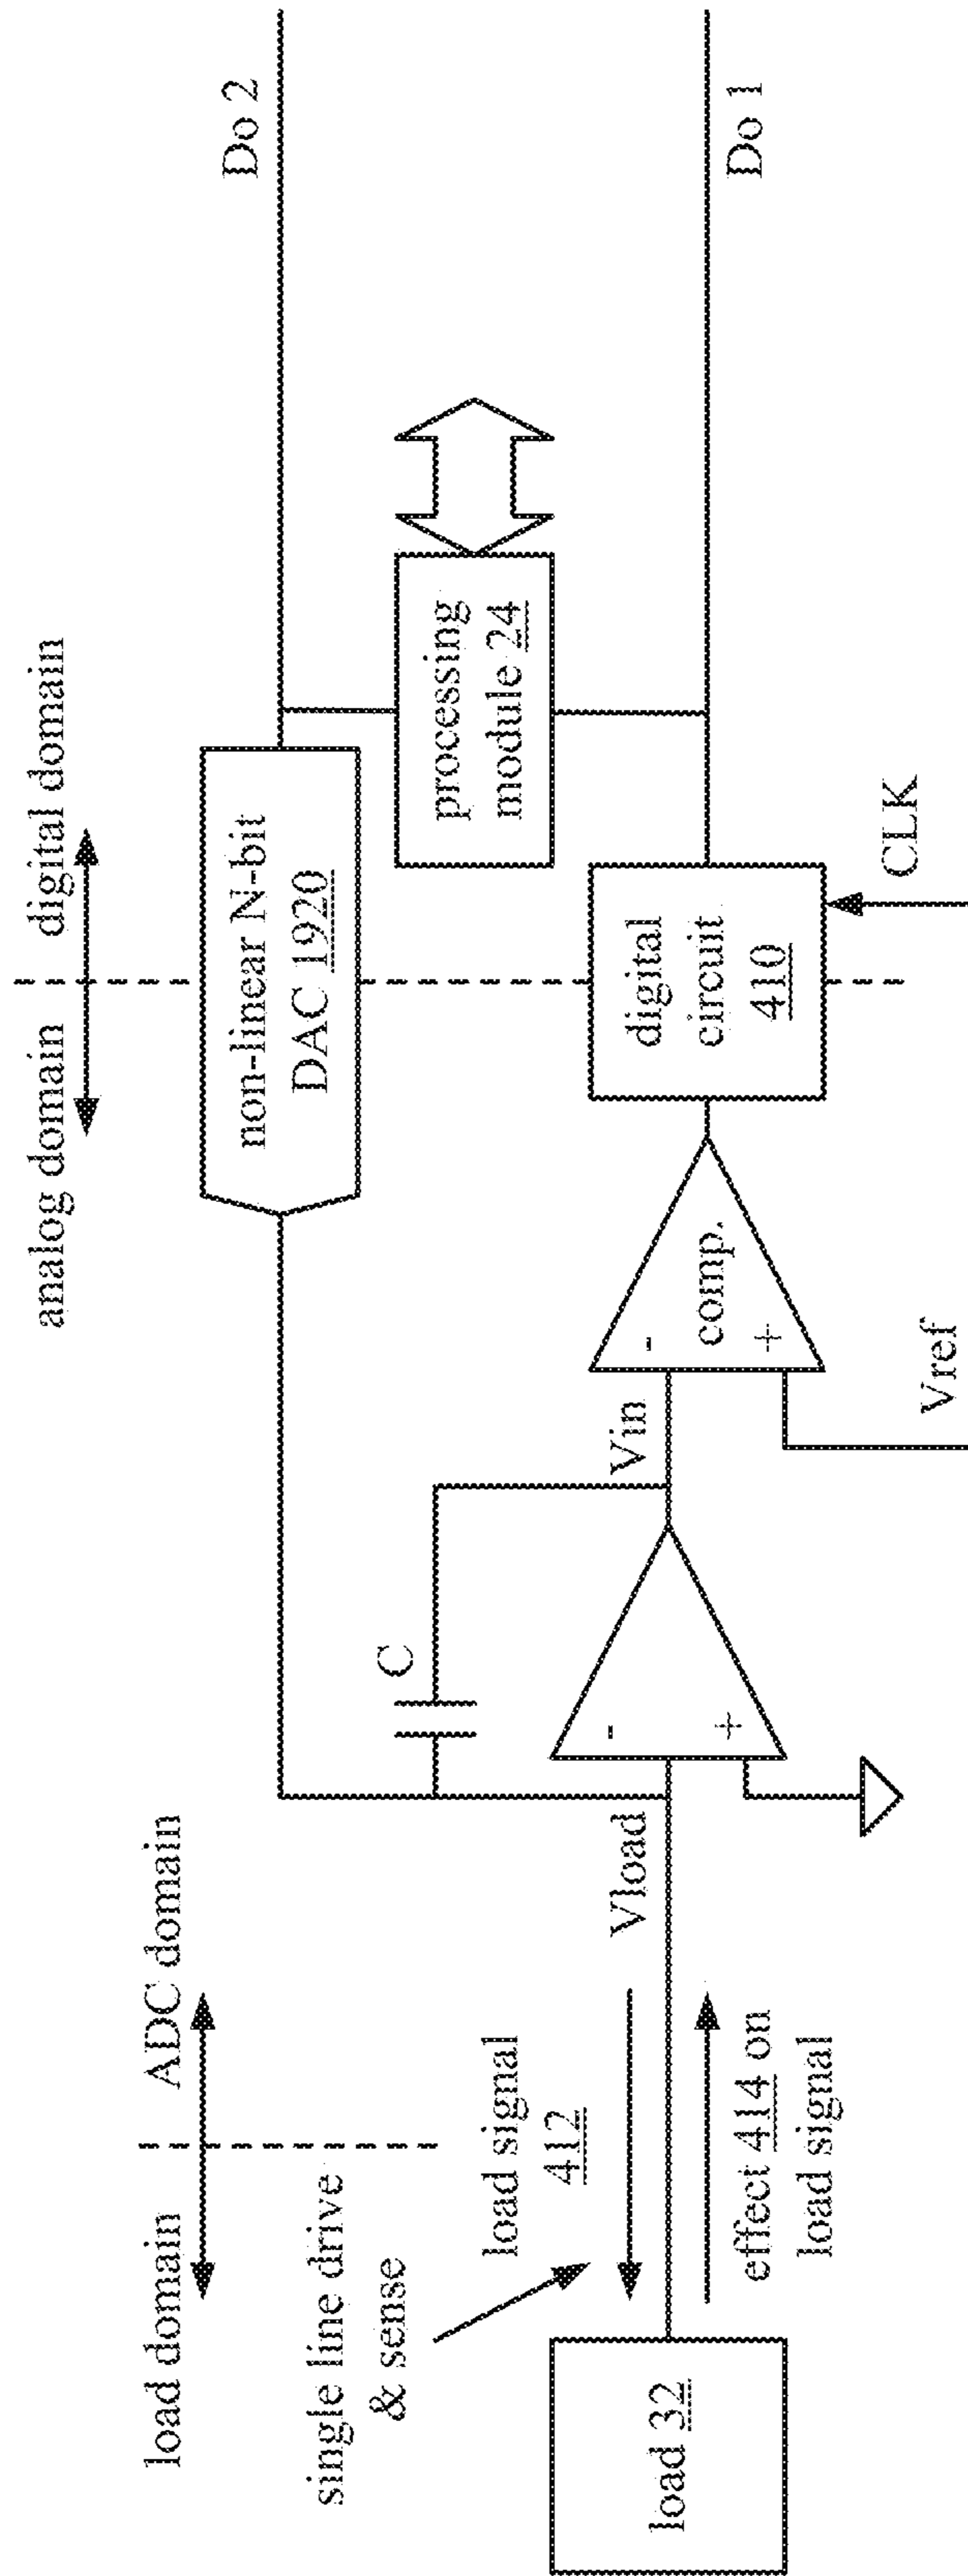 analog domain
digital domain
load domain
ADC domain
non-linear N-bit
DAC 1920
Do 2
single line drive
& sense
C
processing
module 24
load signal
412
Vload
Vin
-
+
-
comp.
+
digital
circuit
410
load 32
effect 414 on
load signal
Do 1
CLK
Vref